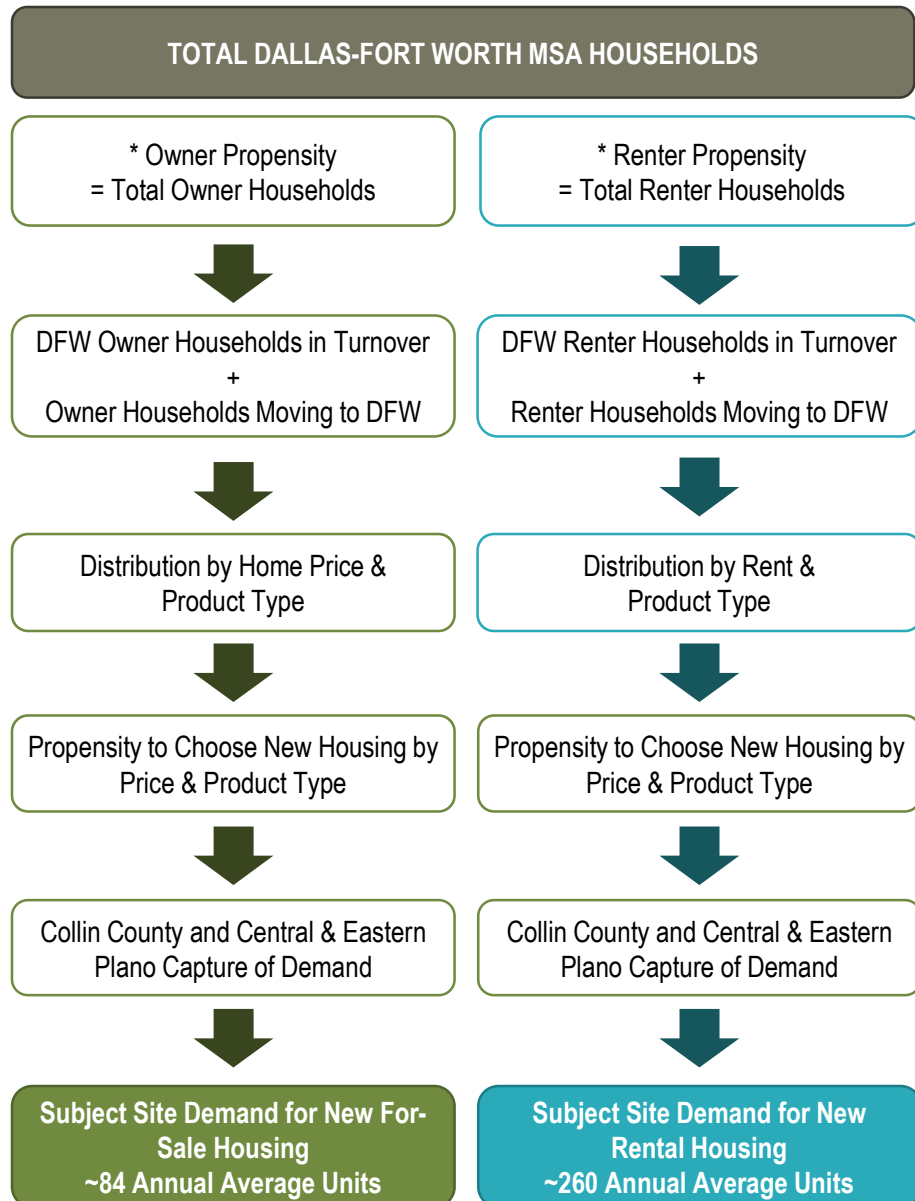 TOTAL DALLAS-FORT WORTH MSA HOUSEHOLDS
* Owner Propensity
= Total Owner Households
* Renter Propensity
= Total Renter Households
DFW Owner Households in Turnover
+
Owner Households Moving to DFW
DFW Renter Households in Turnover
+
Renter Households Moving to DFW
Distribution by Home Price &
Product Type
Distribution by Rent &
Product Type
Propensity to Choose New Housing by
Price & Product Type
Propensity to Choose New Housing by
Price & Product Type
Collin County and Central & Eastern
Plano Capture of Demand
Collin County and Central & Eastern
Plano Capture of Demand
Subject Site Demand for New For-
Sale Housing
~84 Annual Average Units
Subject Site Demand for New
Rental Housing
~260 Annual Average Units